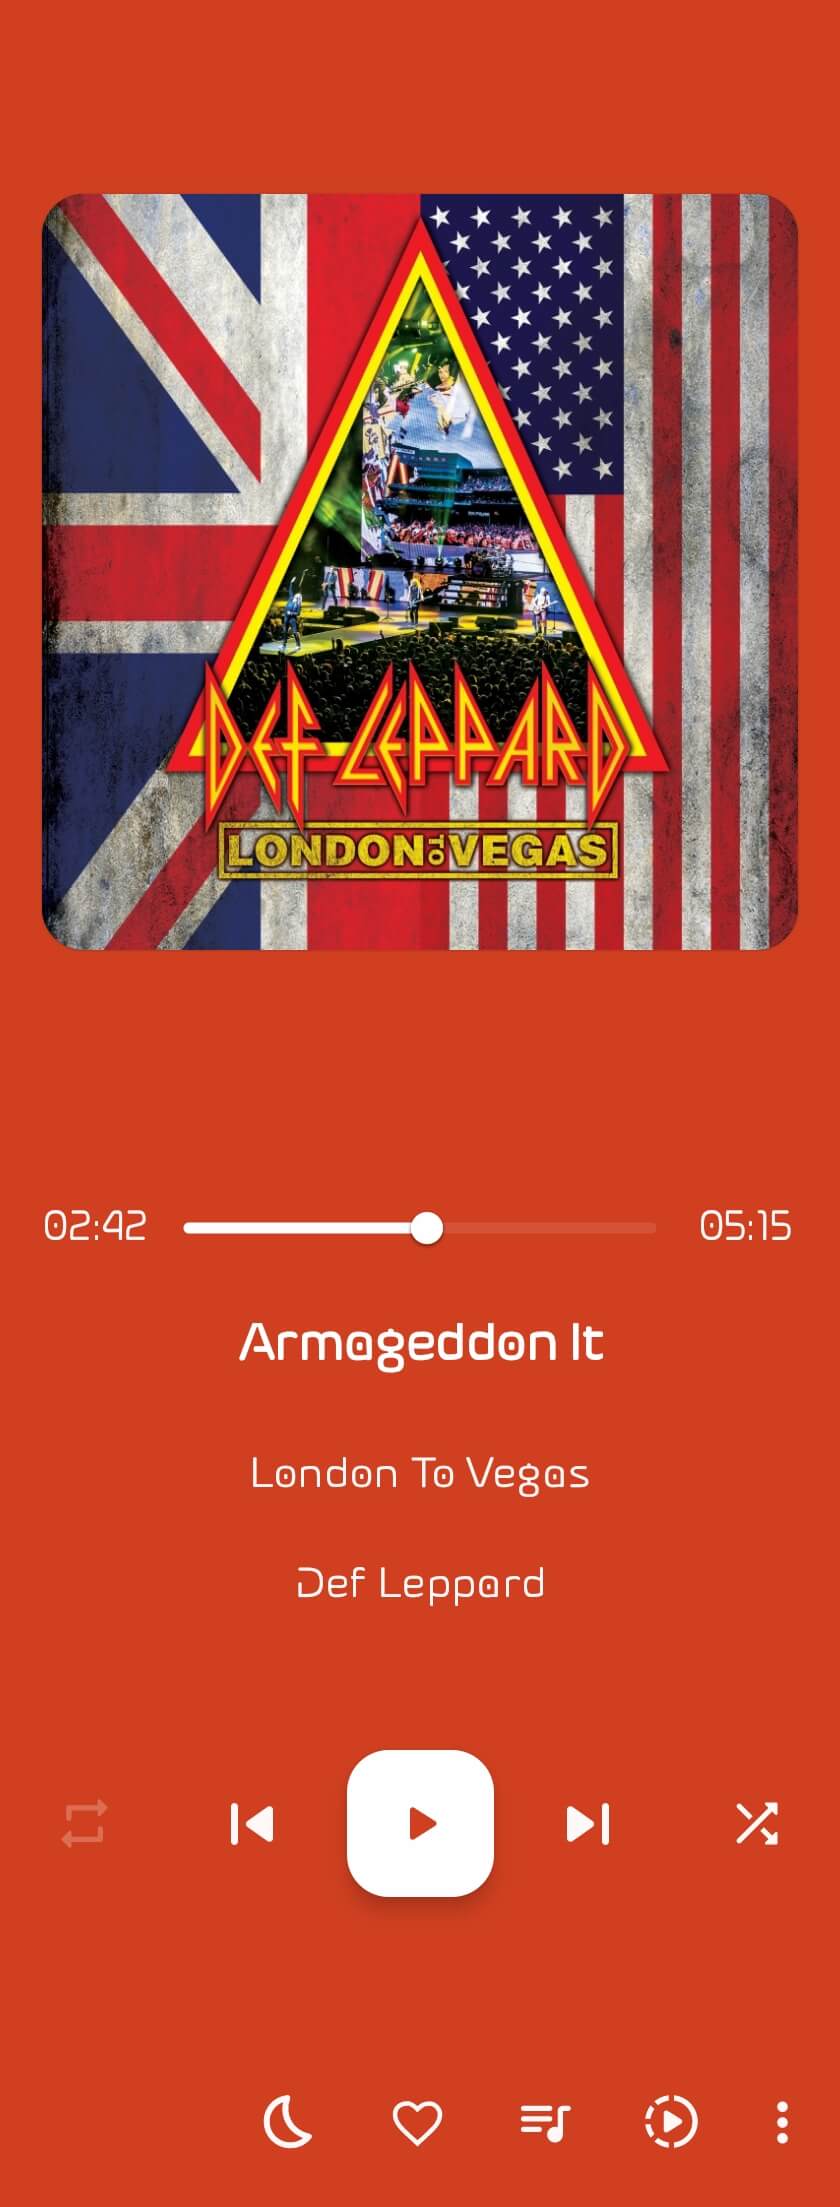 DEF LEPPARD
LONDON TO VEGAS
02:42 05:15
Armageddon It
London To Vegas
Def Leppard